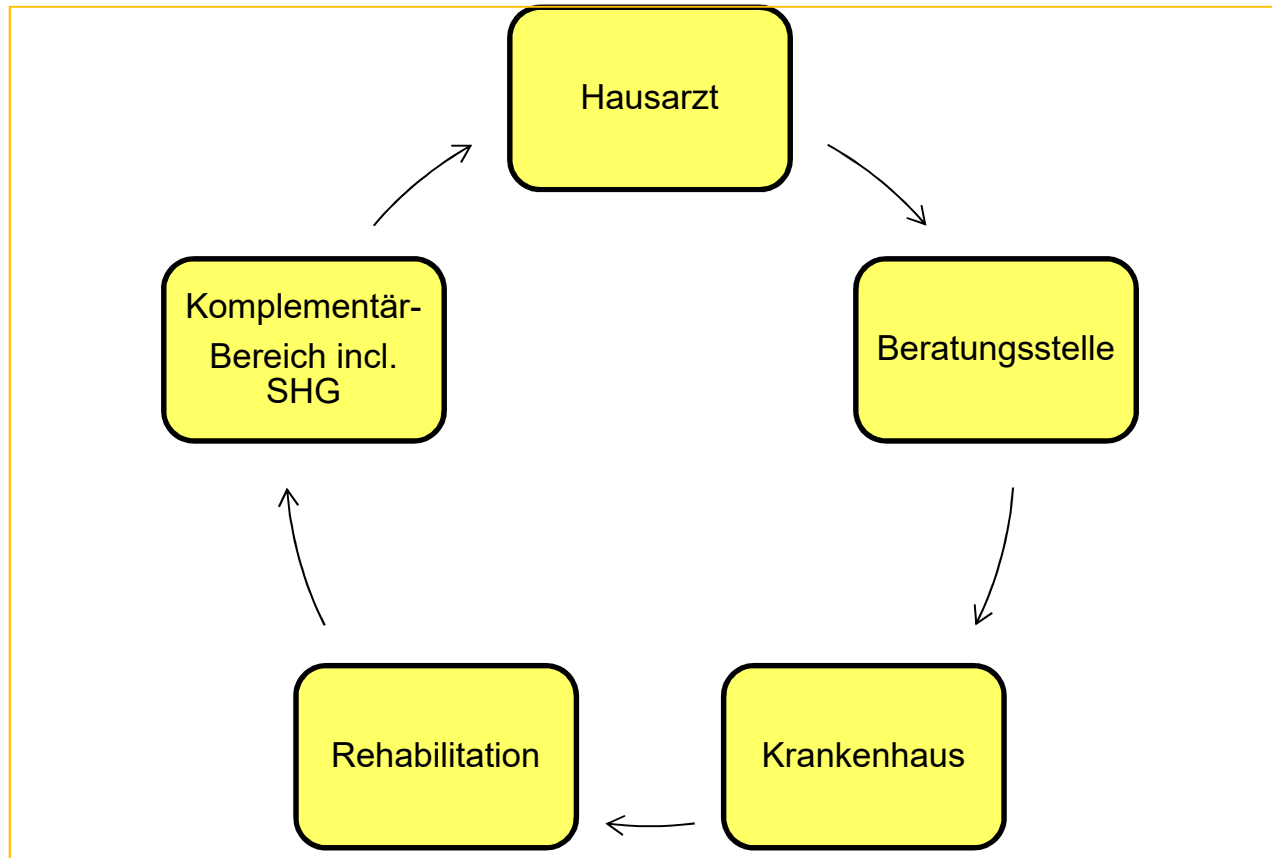 Hausarzt
Beratungsstelle
Krankenhaus
Rehabilitation
Komplementär-
Bereich incl.
SHG